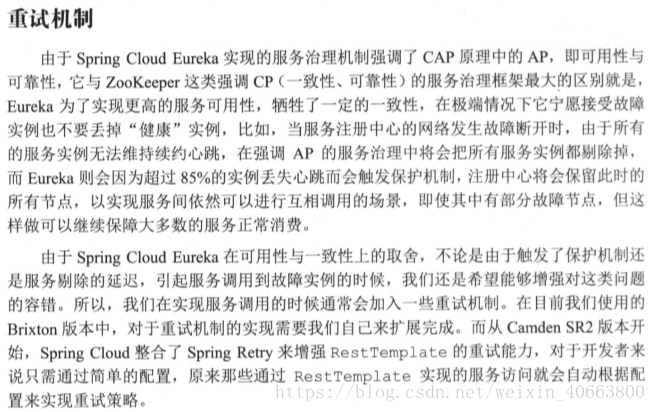 重试机制
由于 Spring Cloud Eureka 实现的服务治理机制强调了 CAP 原理中的 AP，即可用性与
可靠性，它与 ZooKeeper 这类强调 CP（一致性、可靠性）的服务治理框架最大的区别就是，
Eureka 为了实现更高的服务可用性，牺牲了一定的一致性，在极端情况下它宁愿接受故障
实例也不要丢掉“健康”实例，比如，当服务注册中心的网络发生故障断开时，由于所有
的服务实例无法维持续约心跳，在强调 AP 的服务治理中将会把所有服务实例都剔除掉，
而 Eureka 则会因为超过 85%的实例丢失心跳而会触发保护机制，注册中心将会保留此时的
所有节点，以实现服务间依然可以进行互相调用的场景，即使其中有部分故障节点，但这
样做可以继续保障大多数的服务正常消费。
由于 Spring Cloud Eureka 在可用性与一致性上的取舍，不论是由于触发了保护机制还
是服务剔除的延迟，引起服务调用到故障实例的时候，我们还是希望能够增强对这类问题
的容错。所以，我们在实现服务调用的时候通常会加入一些重试机制。在目前我们使用的
Brixton 版本中，对于重试机制的实现需要我们自己来扩展完成。而从 Camden SR2 版本开
始，Spring Cloud 整合了 Spring Retry 来增强 RestTemplate 的重试能力，对于开发者来
说只需通过简单的配置，原来那些通过 RestTemplate 实现的服务访问就会自动根据配
置来实现重试策略。
https://blog.csdn.net/weixin_40663800